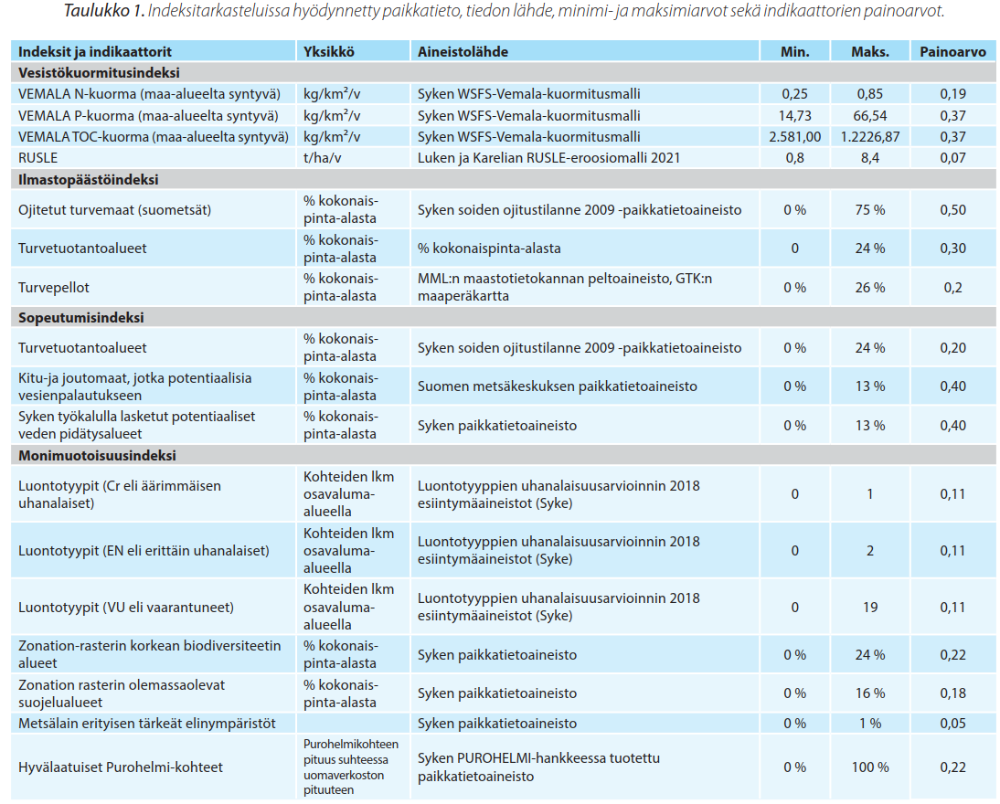 Taulukko 1. Indeksitarkasteluissa hyödynnetty paikkatieto, tiedon lähde, minimi- ja maksimiarvot sekä indikaattorien painoarvot.
Indeksit ja indikaattorit Yksikkö Aineistolähde Min. Maks. Painoarvo
Vesistökuormitusindeksi
VEMALA N-kuorma (maa-alueelta syntyvä) kg/km²/v Syken WSFS-Vemala-kuormitusmalli 0,25 0,85 0,19
VEMALA P-kuorma (maa-alueelta syntyvä) kg/km²/v Syken WSFS-Vemala-kuormitusmalli 14,73 66,54 0,37
VEMALA TOC-kuorma (maa-alueelta syntyvä) kg/km²/v Syken WSFS-Vemala-kuormitusmalli 2.581,00 1.2226,87 0,37
RUSLE t/ha/v Luken ja Karelian RUSLE-eroosiomalli 2021 0,8 8,4 0,07
Ilmastopäästöindeksi
Ojitetut turvemaat (suometsät) % kokonais-
pinta-alasta Syken soiden ojitustilanne 2009 -paikkatietoaineisto 0 % 75 % 0,50
Turvetuotantoalueet % kokonais-
pinta-alasta % kokonaispinta-alasta 0 24 % 0,30
Turvepellot % kokonais-
pinta-alasta MML:n maastotietokannan peltoaineisto, GTK:n
maaperäkartta 0 % 26 % 0,2
Sopeutumisindeksi
Turvetuotantoalueet % kokonais-
pinta-alasta Syken soiden ojitustilanne 2009 -paikkatietoaineisto 0 % 24 % 0,20
Kitu-ja joutomaat, jotka potentiaalisia
vesienpalautukseen % kokonais-
pinta-alasta Suomen metsäkeskuksen paikkatietoaineisto 0 % 13 % 0,40
Syken työkalulla lasketut potentiaaliset
veden pidätysalueet % kokonais-
pinta-alasta Syken paikkatietoaineisto 0 % 13 % 0,40
Monimuotoisuusindeksi
Luontotyypit (Cr eli äärimmäisen
uhanalaiset) Kohteiden lkm
osavaluma-
alueella Luontotyyppien uhanalaisuusarvioinnin 2018
esiintymäaineistot (Syke) 0 1 0,11
Luontotyypit (EN eli erittäin uhanalaiset) Kohteiden lkm
osavaluma-
alueella Luontotyyppien uhanalaisuusarvioinnin 2018
esiintymäaineistot (Syke) 0 2 0,11
Luontotyypit (VU eli vaarantuneet) Kohteiden lkm
osavaluma-
alueella Luontotyyppien uhanalaisuusarvioinnin 2018
esiintymäaineistot (Syke) 0 19 0,11
Zonation-rasterin korkean biodiversiteetin
alueet % kokonais-
pinta-alasta Syken paikkatietoaineisto 0 % 24 % 0,22
Zonation rasterin olemassaolevat
suojelualueet % kokonais-
pinta-alasta Syken paikkatietoaineisto 0 % 16 % 0,18
Metsälain erityisen tärkeät elinympäristöt Syken paikkatietoaineisto 0 % 1 % 0,05
Hyvälaatuiset Purohelmi-kohteet Purohelmikohteen
pituus suhteessa
uomaverkoston
pituuteen Syken PUROHELMI-hankkeessa tuotettu
paikkatietoaineisto 0 % 100 % 0,22